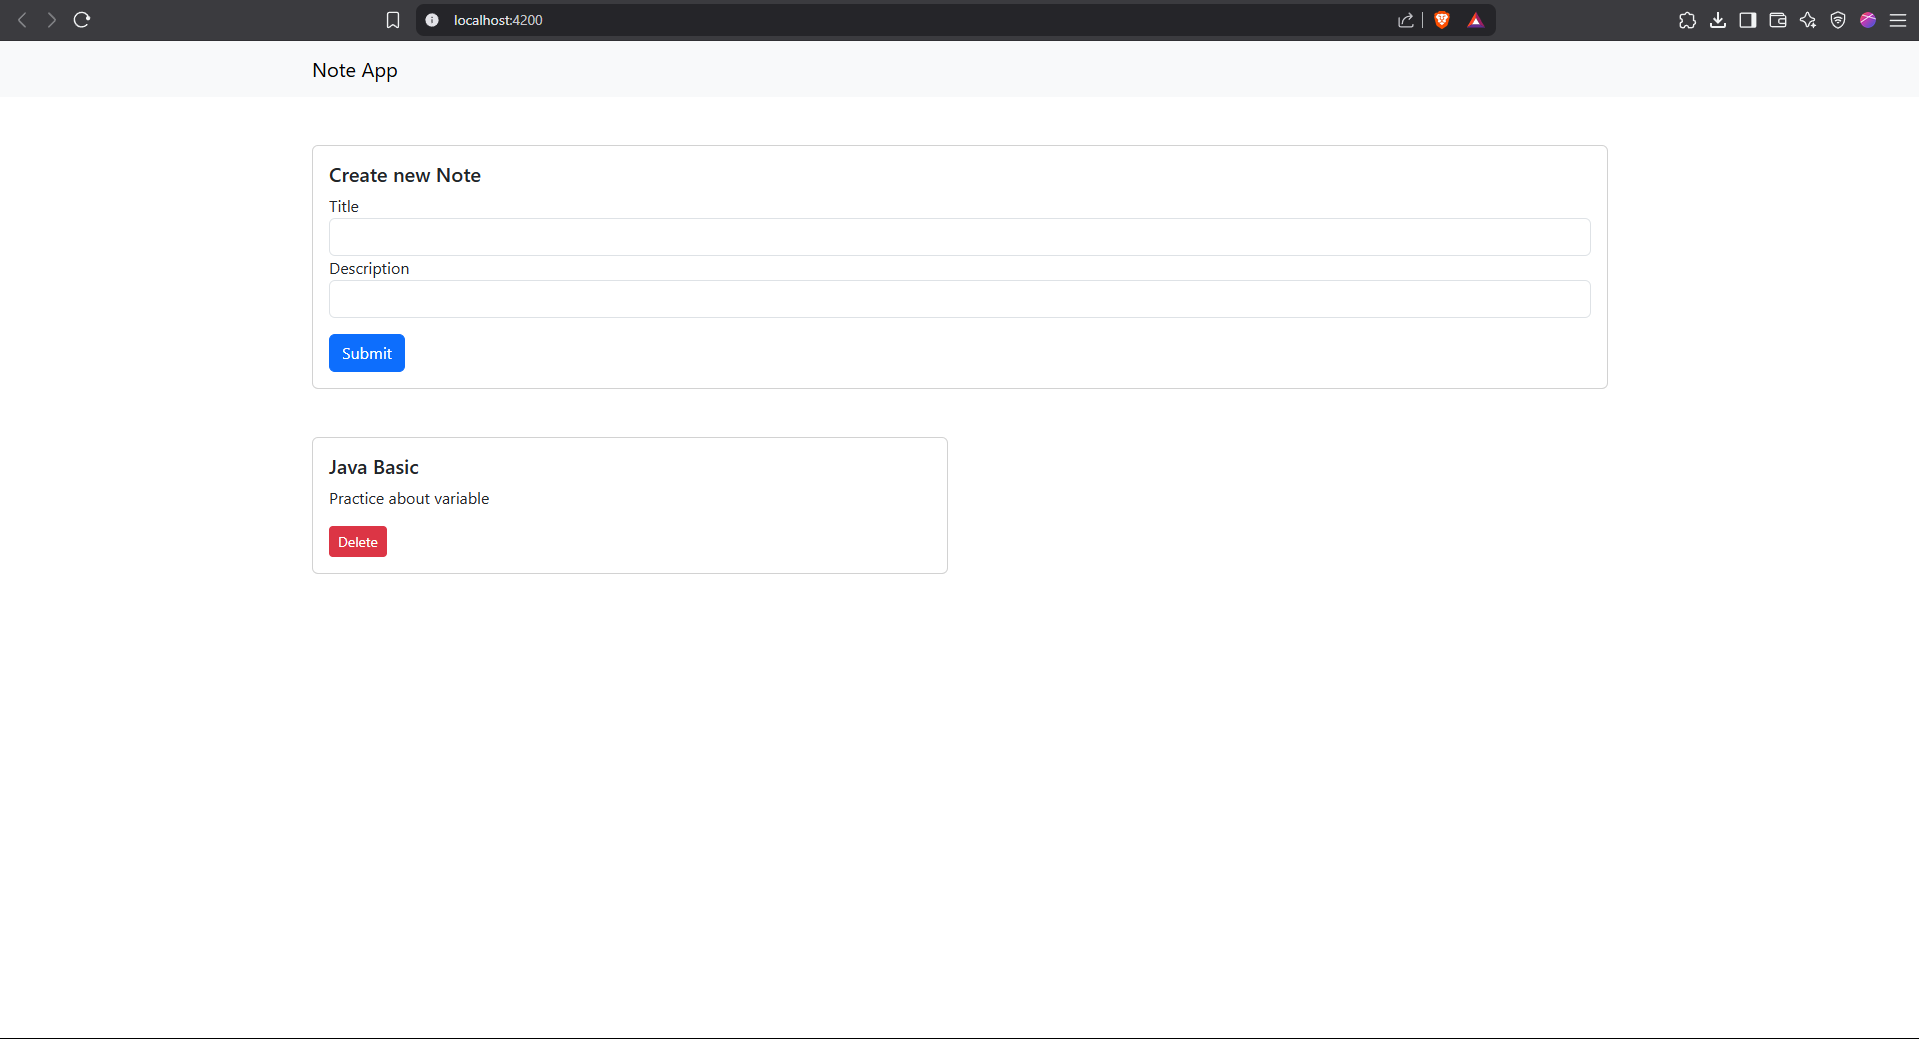 localhost:4200
Note App
Create new Note
Title
Description
Submit
Java Basic
Practice about variable
Delete